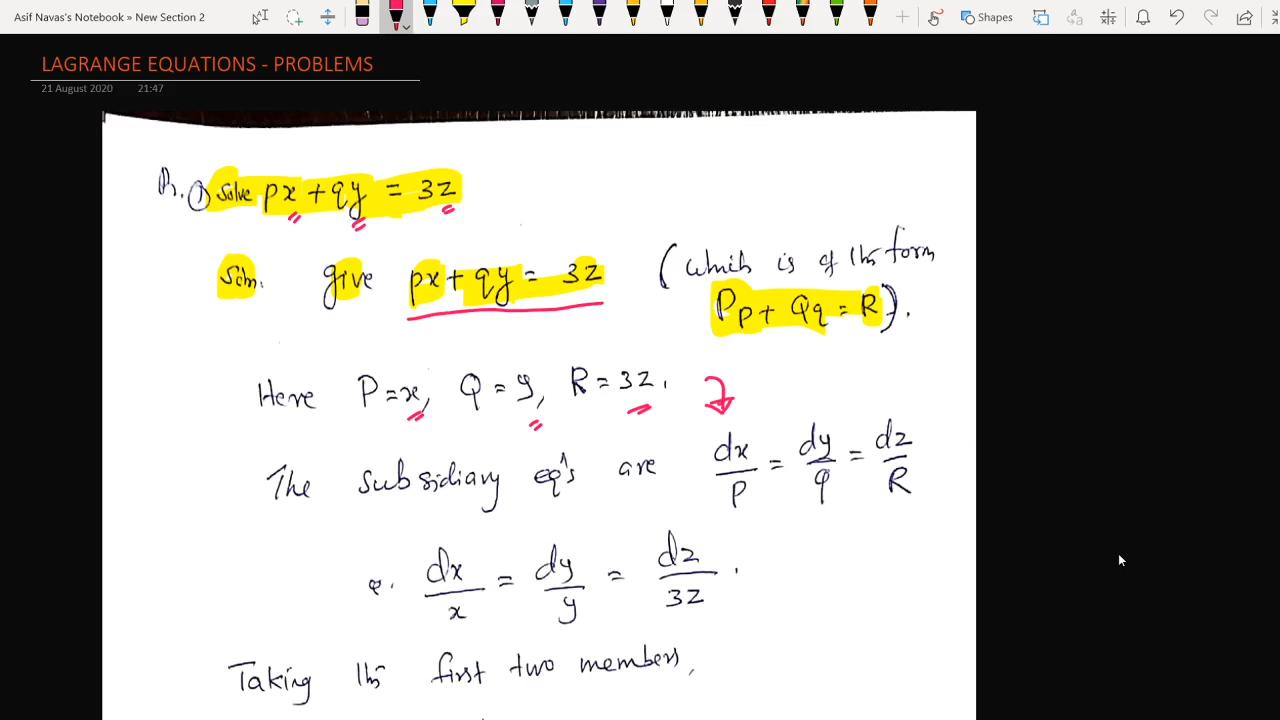 Asif Navas's Notebook » New Section 2
Shapes
LAGRANGE EQUATIONS - PROBLEMS
21 August 2020 21:47
① Solve px + qy = 3z
Soln. give px + qy = 3z (which is of the form
Pp + Qq = R).
Here P = x, Q = y, R = 3z.
The subsidiary eq^n's are dx/P = dy/Q = dz/R
dx/x = dy/y = dz/3z.
Taking the first two members,